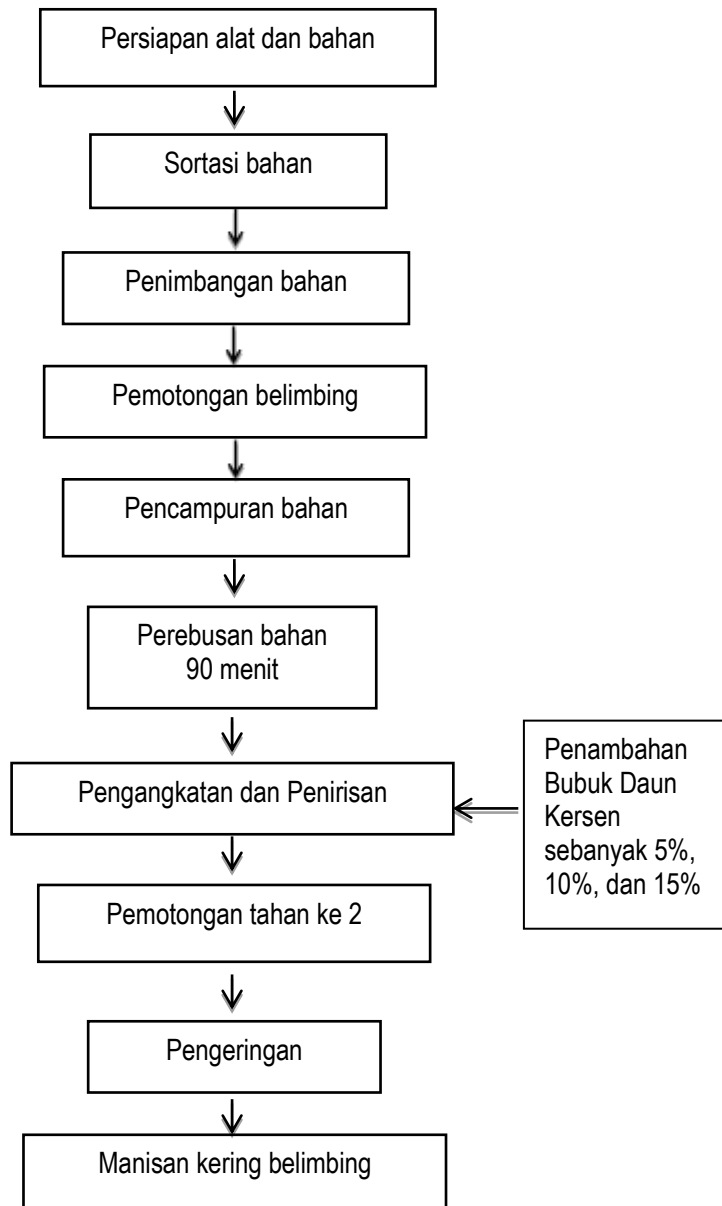 Persiapan alat dan bahan
Sortasi bahan
Penimbangan bahan
Pemotongan belimbing
Pencampuran bahan
Perebusan bahan
90 menit
Pengangkatan dan Penirisan
Penambahan
Bubuk Daun
Kersen
sebanyak 5%,
10%, dan 15%
Pemotongan tahan ke 2
Pengeringan
Manisan kering belimbing